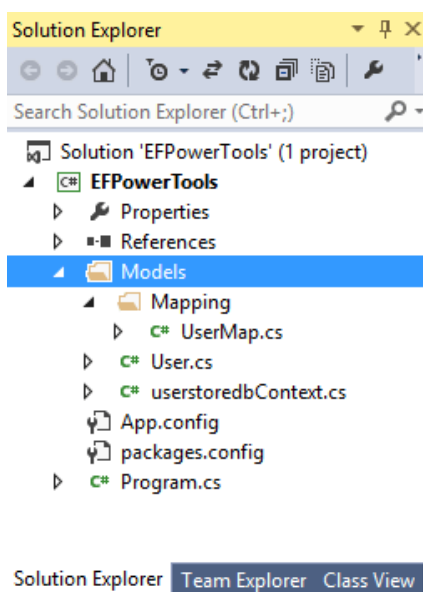 Solution Explorer
Search Solution Explorer (Ctrl+;)
Solution 'EFPowerTools' (1 project)
C# EFPowerTools
Properties
References
Models
Mapping
C# UserMap.cs
C# User.cs
C# userstoredbContext.cs
App.config
packages.config
C# Program.cs
Solution Explorer Team Explorer Class View